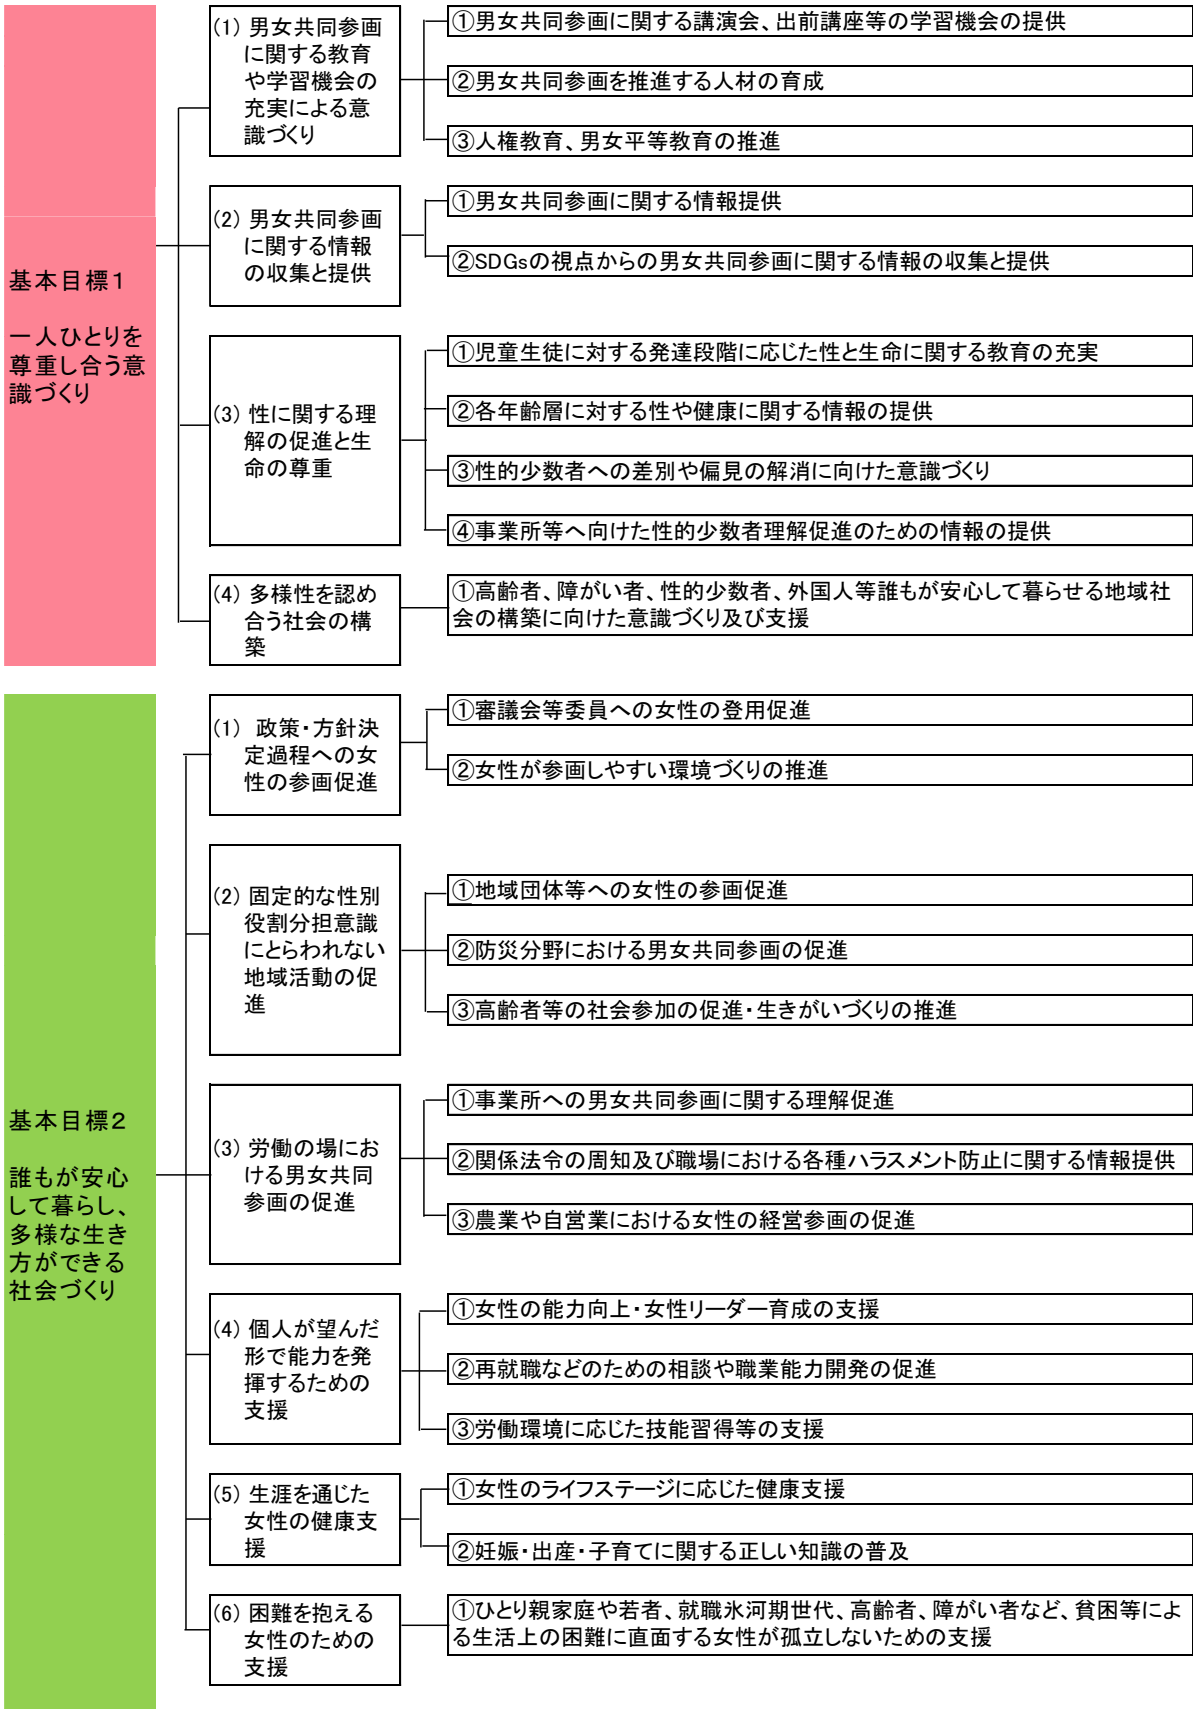 基本目標1
一人ひとりを
尊重し合う意
識づくり
(1) 男女共同参画
に関する教育
や学習機会の
充実による意
識づくり
①男女共同参画に関する講演会、出前講座等の学習機会の提供
②男女共同参画を推進する人材の育成
③人権教育、男女平等教育の推進
(2) 男女共同参画
に関する情報
の収集と提供
①男女共同参画に関する情報提供
②SDGsの視点からの男女共同参画に関する情報の収集と提供
(3) 性に関する理
解の促進と生
命の尊重
①児童生徒に対する発達段階に応じた性と生命に関する教育の充実
②各年齢層に対する性や健康に関する情報の提供
③性的少数者への差別や偏見の解消に向けた意識づくり
④事業所等へ向けた性的少数者理解促進のための情報の提供
(4) 多様性を認め
合う社会の構
築
①高齢者、障がい者、性的少数者、外国人等誰もが安心して暮らせる地域社
会の構築に向けた意識づくり及び支援
基本目標2
誰もが安心
して暮らし、
多様な生き
方ができる
社会づくり
(1) 政策・方針決
定過程への女
性の参画促進
①審議会等委員への女性の登用促進
②女性が参画しやすい環境づくりの推進
(2) 固定的な性別
役割分担意識
にとらわれない
地域活動の促
進
①地域団体等への女性の参画促進
②防災分野における男女共同参画の促進
③高齢者等の社会参加の促進・生きがいづくりの推進
(3) 労働の場にお
ける男女共同
参画の促進
①事業所への男女共同参画に関する理解促進
②関係法令の周知及び職場における各種ハラスメント防止に関する情報提供
③農業や自営業における女性の経営参画の促進
(4) 個人が望んだ
形で能力を発
揮するための
支援
①女性の能力向上・女性リーダー育成の支援
②再就職などのための相談や職業能力開発の促進
③労働環境に応じた技能習得等の支援
(5) 生涯を通じた
女性の健康支
援
①女性のライフステージに応じた健康支援
②妊娠・出産・子育てに関する正しい知識の普及
(6) 困難を抱える
女性のための
支援
①ひとり親家庭や若者、就職氷河期世代、高齢者、障がい者など、貧困等によ
る生活上の困難に直面する女性が孤立しないための支援